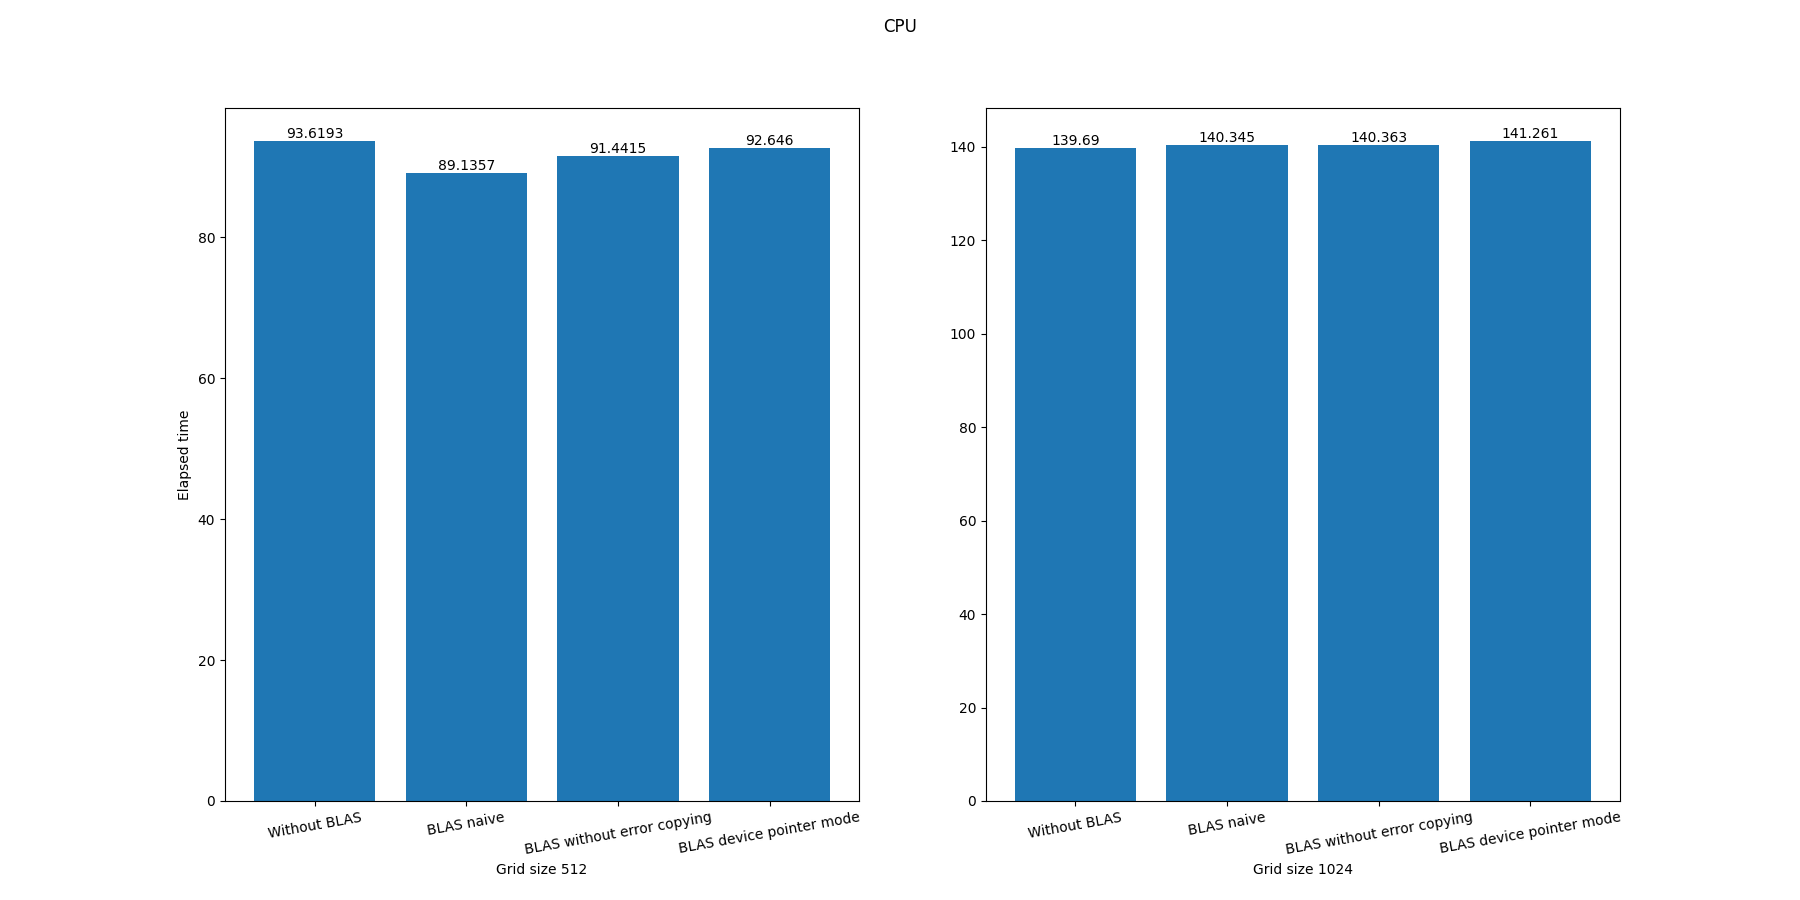 CPU
93.6193
89.1357
91.4415
92.646
80
60
40
20
0
Elapsed time
Without BLAS
BLAS naive
BLAS without error copying
BLAS device pointer mode
Grid size 512
139.69
140.345
140.363
141.261
140
120
100
80
60
40
20
0
Without BLAS
BLAS naive
BLAS without error copying
BLAS device pointer mode
Grid size 1024